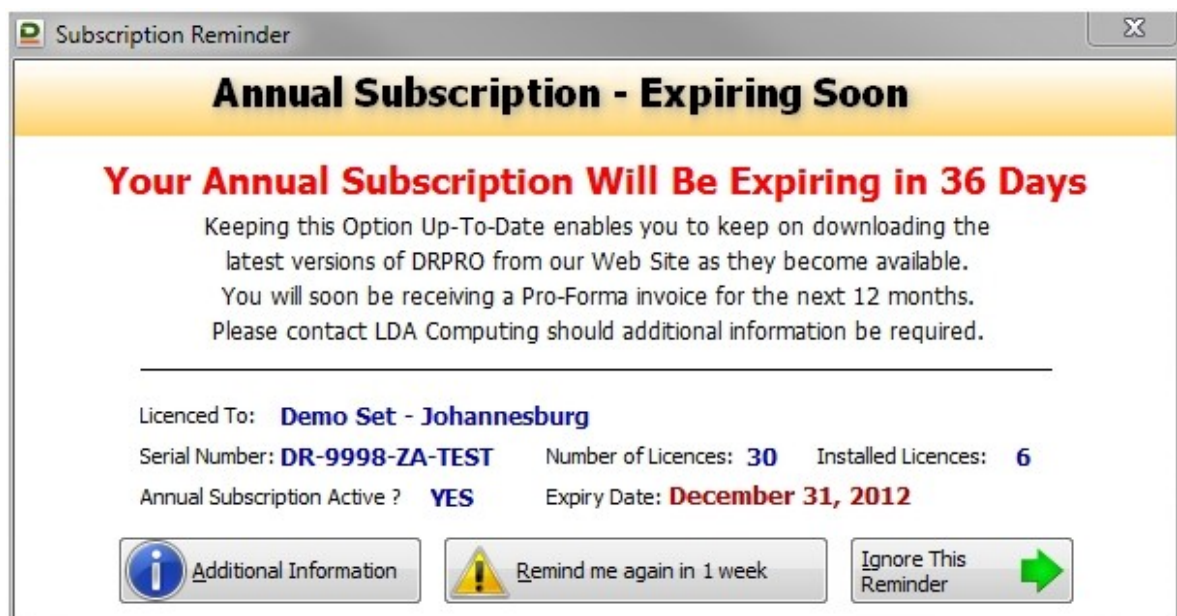 Subscription Reminder
Annual Subscription - Expiring Soon
Your Annual Subscription Will Be Expiring in 36 Days
Keeping this Option Up-To-Date enables you to keep on downloading the
latest versions of DRPRO from our Web Site as they become available.
You will soon be receiving a Pro-Forma invoice for the next 12 months.
Please contact LDA Computing should additional information be required.
Licenced To: Demo Set - Johannesburg
Serial Number: DR-9998-ZA-TEST Number of Licences: 30 Installed Licences: 6
Annual Subscription Active ? YES Expiry Date: December 31, 2012
Additional Information
Remind me again in 1 week
Ignore This
Reminder